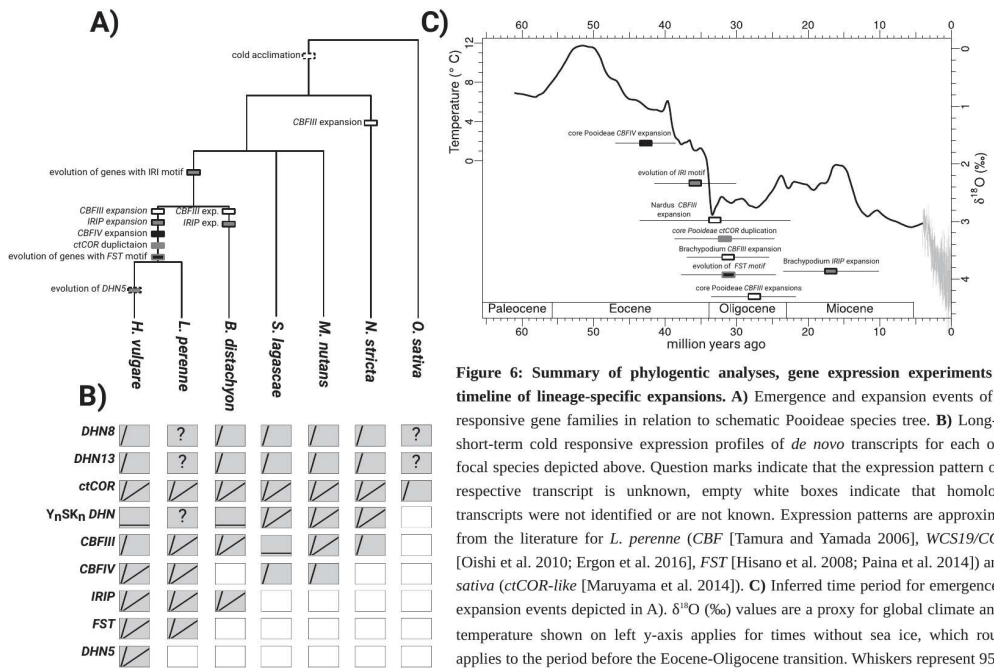 A)
cold acclimation
CBFIII expansion
evolution of genes with IRI motif
CBFIII expansion
IRIP expansion
CBFIV expansion
ctCOR duplictaion
evolution of genes with FST motif
CBFIII exp.
IRIP exp.
evolution of DHN5
H. vulgare
L. perenne
B. distachyon
S. lagascae
M. nutans
N. stricta
O. sativa
B)
DHN8
? ?
DHN13
? ?
ctCOR
YnSKn DHN
?
CBFIII
CBFIV
IRIP
FST
DHN5
C)
60 50 40 30 20 10 0
Temperature (° C)
12
8
4
0
0
1
2
3
4
δ18O (‰)
core Pooideae CBFIV expansion
evolution of IRI motif
Nardus CBFIII
expansion
core Pooideae ctCOR duplication
Brachypodium CBFIII expansion
evolution of FST motif
Brachypodium IRIP expansion
core Pooideae CBFIII expansions
Paleocene Eocene Oligocene Miocene
60 50 40 30 20 10 0
million years ago
Figure 6: Summary of phylogentic analyses, gene expression experiments
timeline of lineage-specific expansions. A) Emergence and expansion events of
responsive gene families in relation to schematic Pooideae species tree. B) Long-
short-term cold responsive expression profiles of de novo transcripts for each o
focal species depicted above. Question marks indicate that the expression pattern o
respective transcript is unknown, empty white boxes indicate that homolo
transcripts were not identified or are not known. Expression patterns are approxin
from the literature for L. perenne (CBF [Tamura and Yamada 2006], WCS19/CO
[Oishi et al. 2010; Ergon et al. 2016], FST [Hisano et al. 2008; Paina et al. 2014]) an
sativa (ctCOR-like [Maruyama et al. 2014]). C) Inferred time period for emergence
expansion events depicted in A). δ18O (‰) values are a proxy for global climate an
temperature shown on left y-axis applies for times without sea ice, which rou
applies to the period before the Eocene-Oligocene transition. Whiskers represent 95